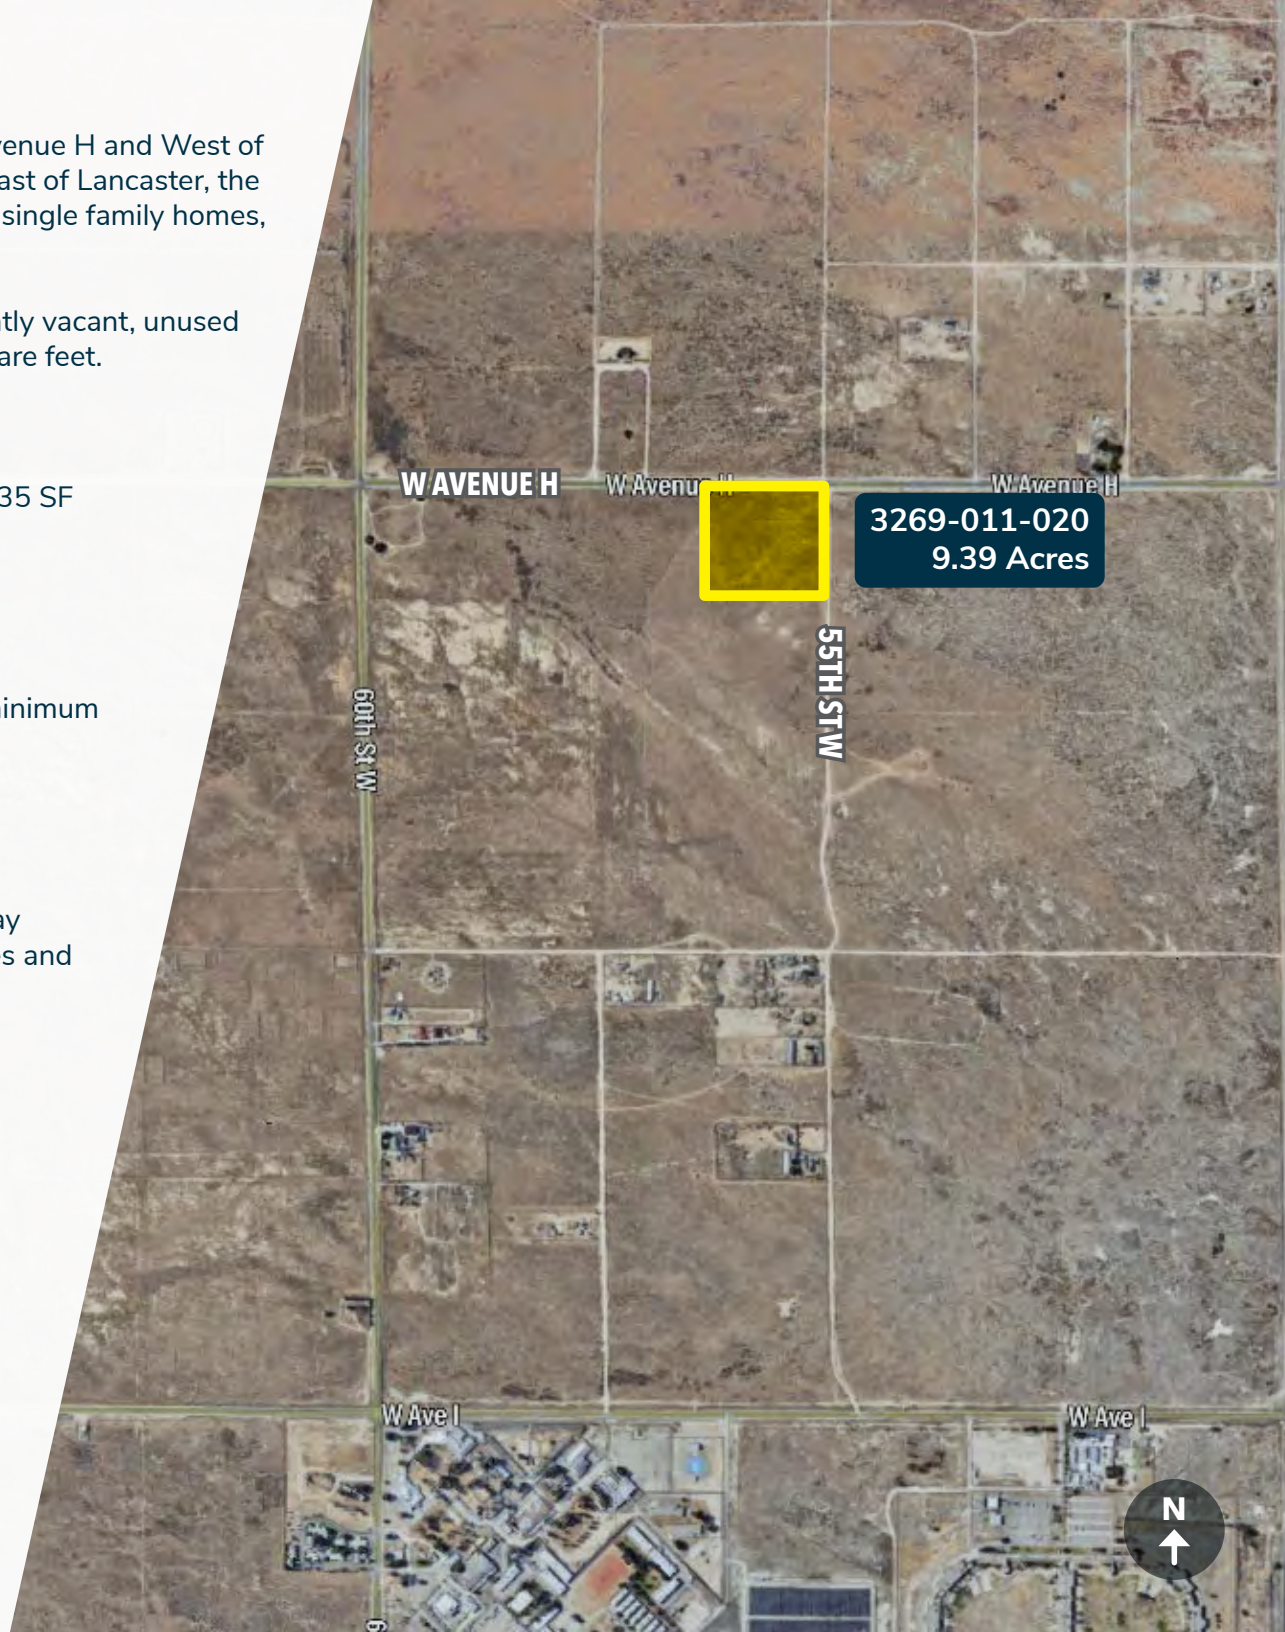 venue H and West of
ast of Lancaster, the
single family homes,
tly vacant, unused
are feet.
35 SF
inimum
ay
s and
W AVENUE H
W Avenue H
W Avenue H
3269-011-020
9.39 Acres
55TH ST W
60th St W
W Ave I
W Ave I
N
6